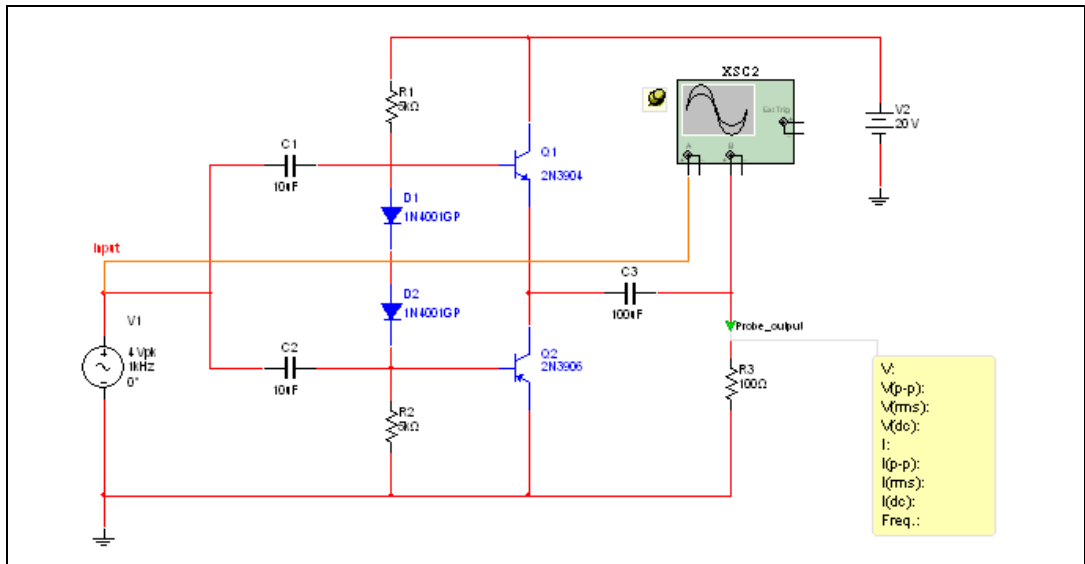 XSC2
Ext Trig
A
B
V2
20 V
R1
5kΩ
C1
10uF
Q1
2N3904
D1
1N4001GP
Input
D2
1N4001GP
C3
100uF
V1
4 Vpk
1kHz
0°
C2
10uF
Q2
2N3906
Probe_output
R3
100Ω
R2
5kΩ
V:
V(p-p):
V(rms):
V(dc):
I:
I(p-p):
I(rms):
I(dc):
Freq.: